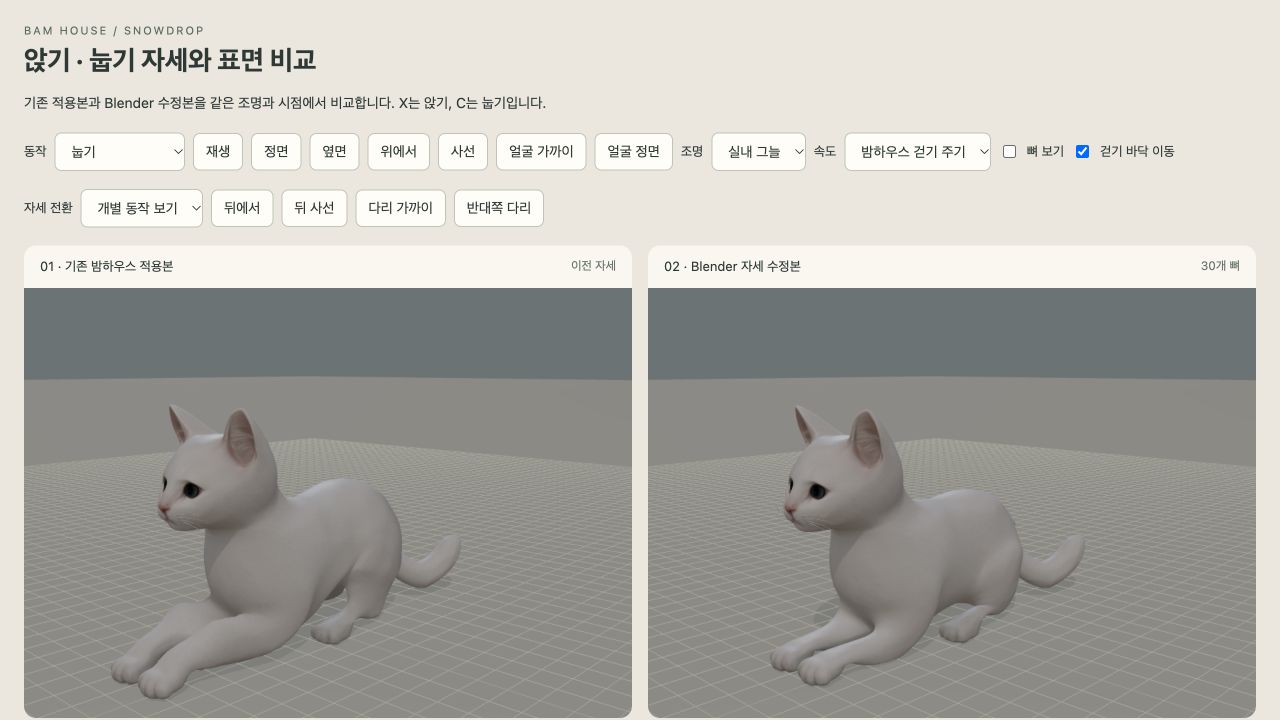 BAM HOUSE / SNOWDROP
앉기 · 눕기 자세와 표면 비교
기존 적용본과 Blender 수정본을 같은 조명과 시점에서 비교합니다. X는 앉기, C는 눕기입니다.
동작 눕기 재생 정면 옆면 위에서 사선 얼굴 가까이 얼굴 정면 조명 실내 그늘 속도 밤하우스 걷기 주기 뼈 보기 걷기 바닥 이동
자세 전환 개별 동작 보기 뒤에서 뒤 사선 다리 가까이 반대쪽 다리
01 · 기존 밤하우스 적용본 이전 자세
02 · Blender 자세 수정본 30개 뼈